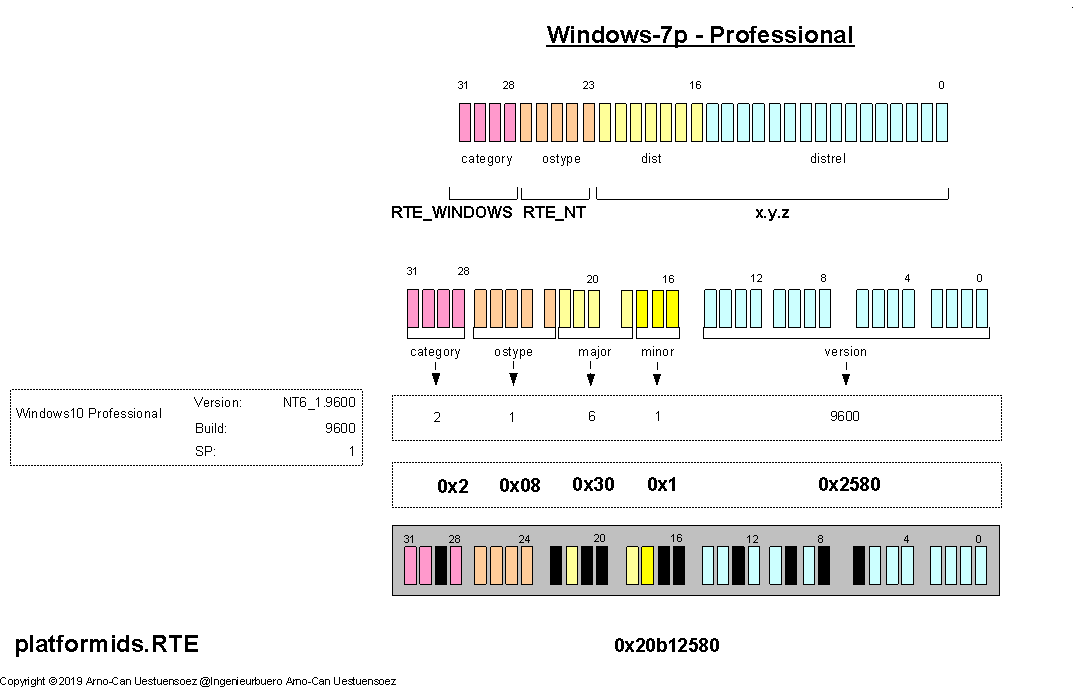 Windows-7p - Professional
31 28 23 16 0
category ostype dist distrel
RTE_WINDOWS RTE_NT x.y.z
31 28 20 16 12 8 4 0
category ostype major minor version
Windows10 Professional Version: NT6_1.9600
Build: 9600
SP: 1
2 1 6 1 9600
0x2 0x08 0x30 0x1 0x2580
31 28 24 20 16 12 8 4 0
platformids.RTE 0x20b12580
Copyright ©2019 Arno-Can Uestuensoez @Ingenieurbuero Arno-Can Uestuensoez